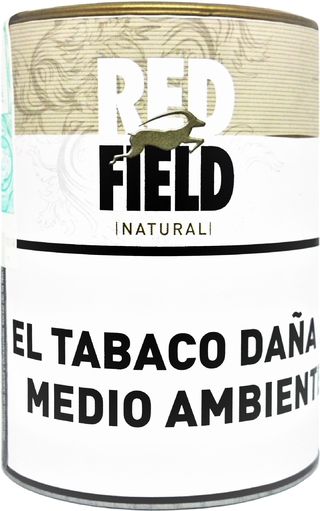 RED
FIELD
|NATURAL|
EL TABACO DAÑA
MEDIO AMBIENT